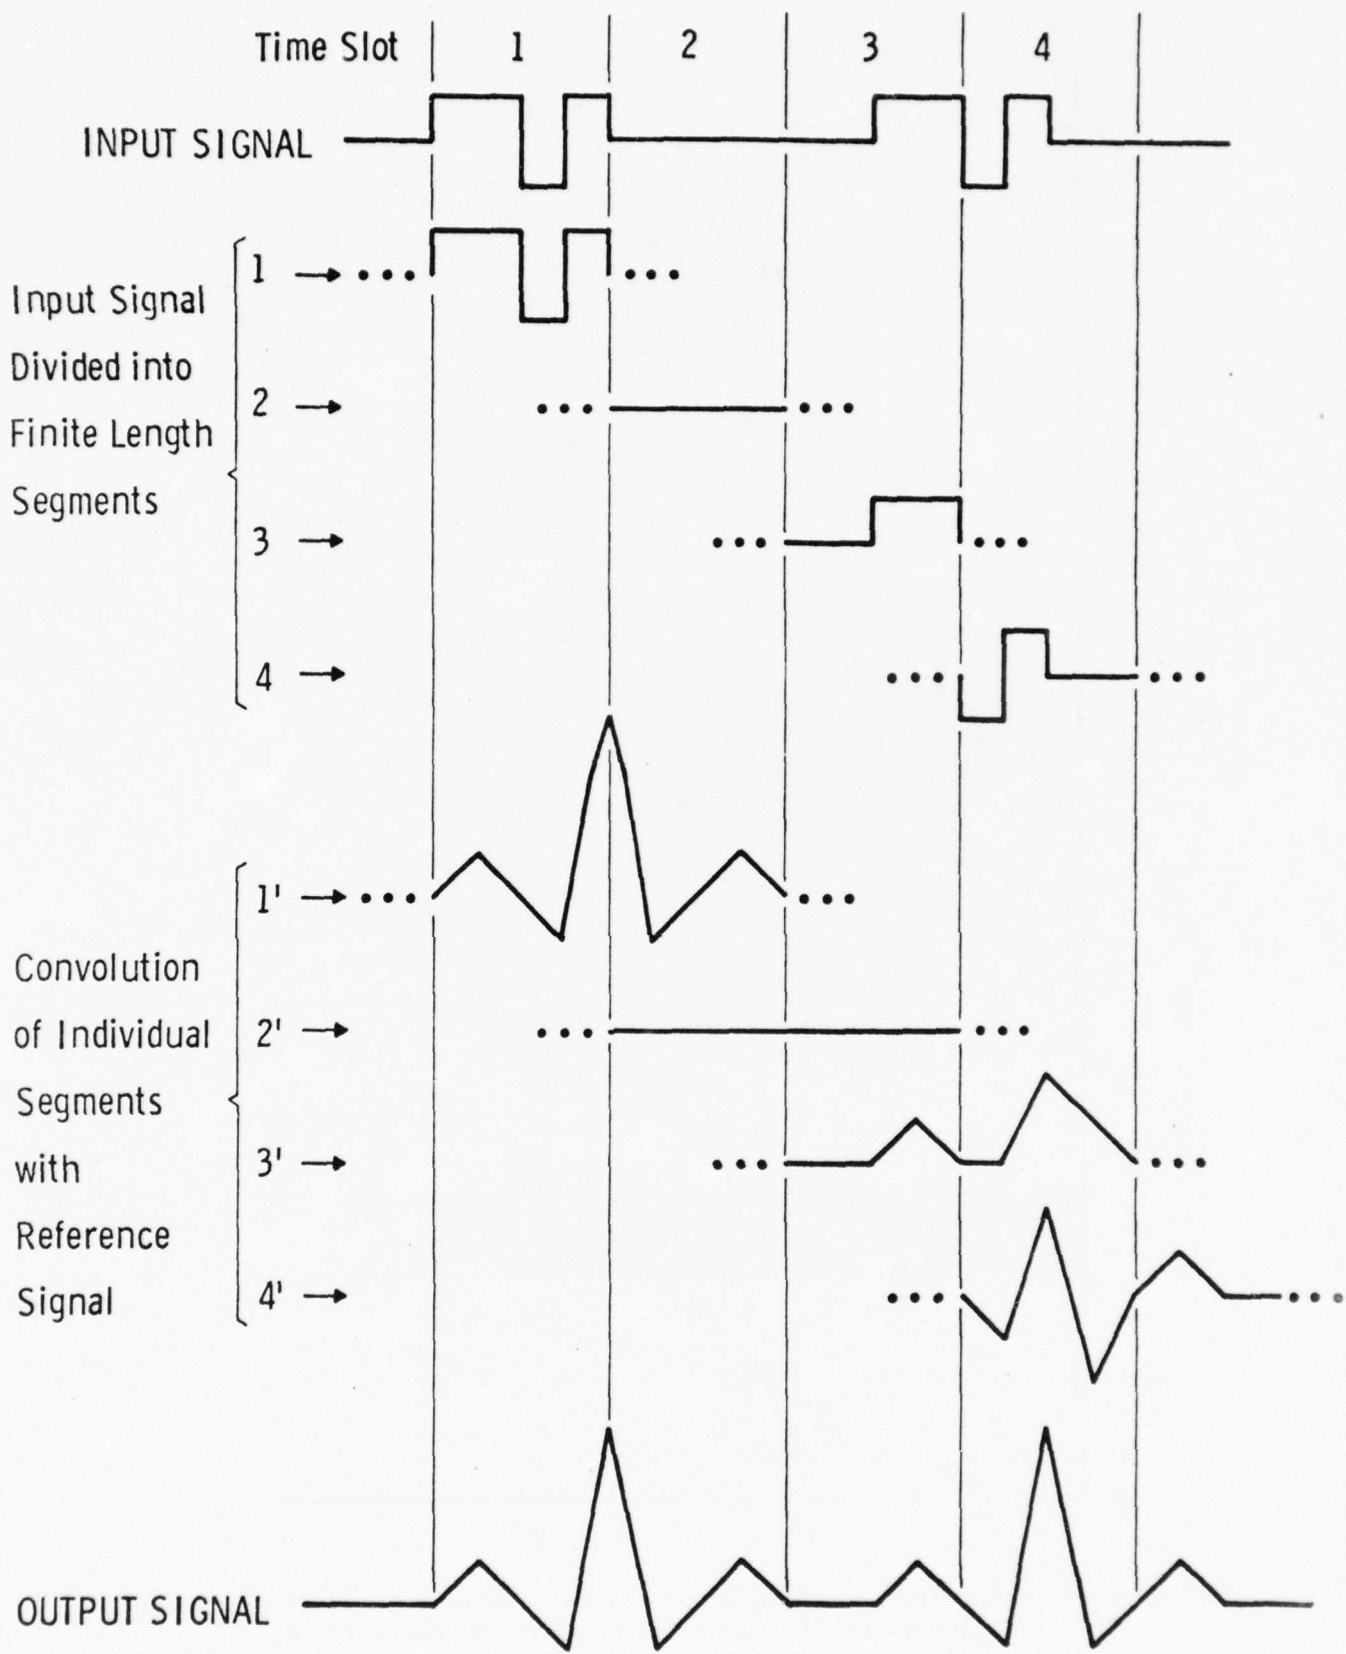 Time Slot 1 2 3 4
INPUT SIGNAL
Input Signal
Divided into
Finite Length
Segments
1
2
3
4
Convolution
of Individual
Segments
with
Reference
Signal
1'
2'
3'
4'
OUTPUT SIGNAL